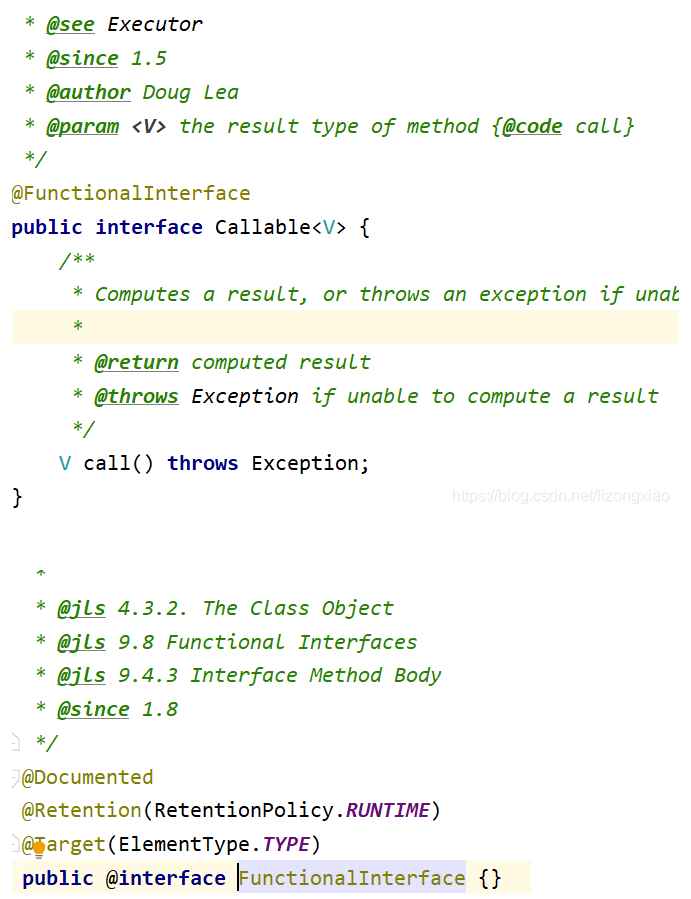 * @see Executor
* @since 1.5
* @author Doug Lea
* @param <V> the result type of method {@code call}
*/
@FunctionalInterface
public interface Callable<V> {
/**
* Computes a result, or throws an exception if unab
*
* @return computed result
* @throws Exception if unable to compute a result
*/
V call() throws Exception;
}
https://blog.csdn.net/lizongxiao
*
* @jls 4.3.2. The Class Object
* @jls 9.8 Functional Interfaces
* @jls 9.4.3 Interface Method Body
* @since 1.8
*/
@Documented
@Retention(RetentionPolicy.RUNTIME)
@Target(ElementType.TYPE)
public @interface FunctionalInterface {}